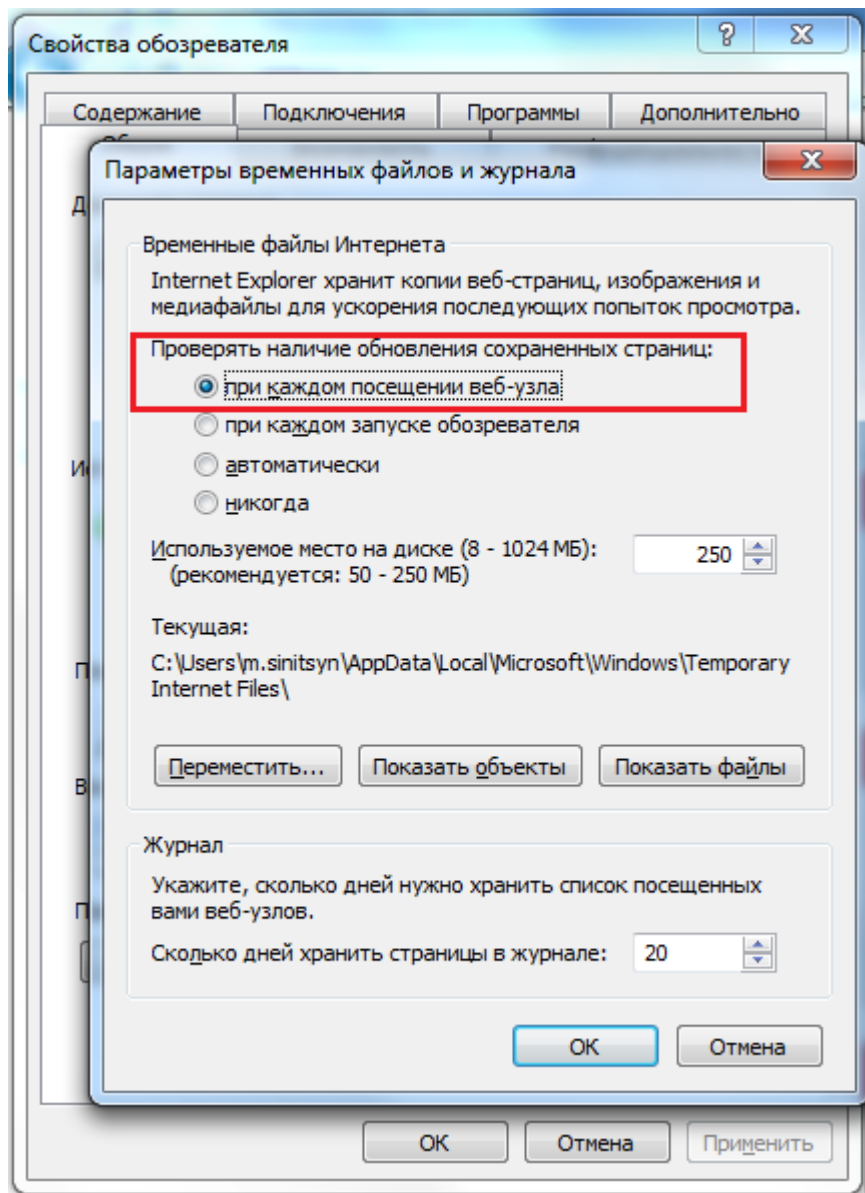 Свойства обозревателя
Содержание Подключения Программы Дополнительно
Параметры временных файлов и журнала
Временные файлы Интернета
Internet Explorer хранит копии веб-страниц, изображения и
медиафайлы для ускорения последующих попыток просмотра.
Проверять наличие обновления сохраненных страниц:
при каждом посещении веб-узла
при каждом запуске обозревателя
автоматически
никогда
Используемое место на диске (8 - 1024 МБ): 250
(рекомендуется: 50 - 250 МБ)
Текущая:
C:\Users\m.sinitsyn\AppData\Local\Microsoft\Windows\Temporary
Internet Files\
Переместить... Показать объекты Показать файлы
Журнал
Укажите, сколько дней нужно хранить список посещенных
вами веб-узлов.
Сколько дней хранить страницы в журнале: 20
ОК Отмена
ОК Отмена Применить